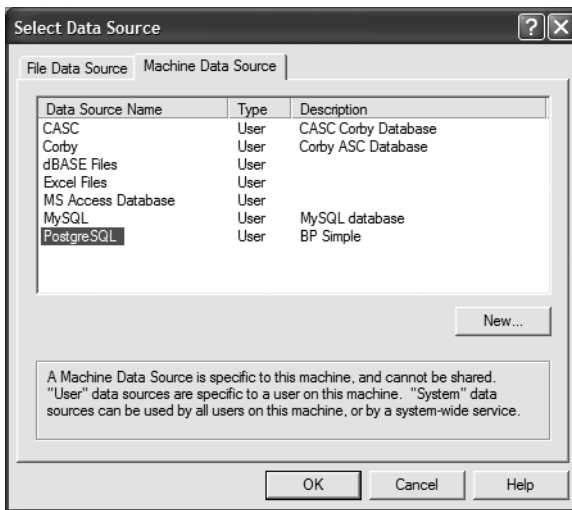 Select Data Source
File Data Source Machine Data Source
Data Source Name Type Description
CASC User CASC Corby Database
Corby User Corby ASC Database
dBASE Files User
Excel Files User
MS Access Database User
MySQL User MySQL database
PostgreSQL User BP Simple
New...
A Machine Data Source is specific to this machine, and cannot be shared.
"User" data sources are specific to a user on this machine. "System" data
sources can be used by all users on this machine, or by a system-wide service.
OK Cancel Help